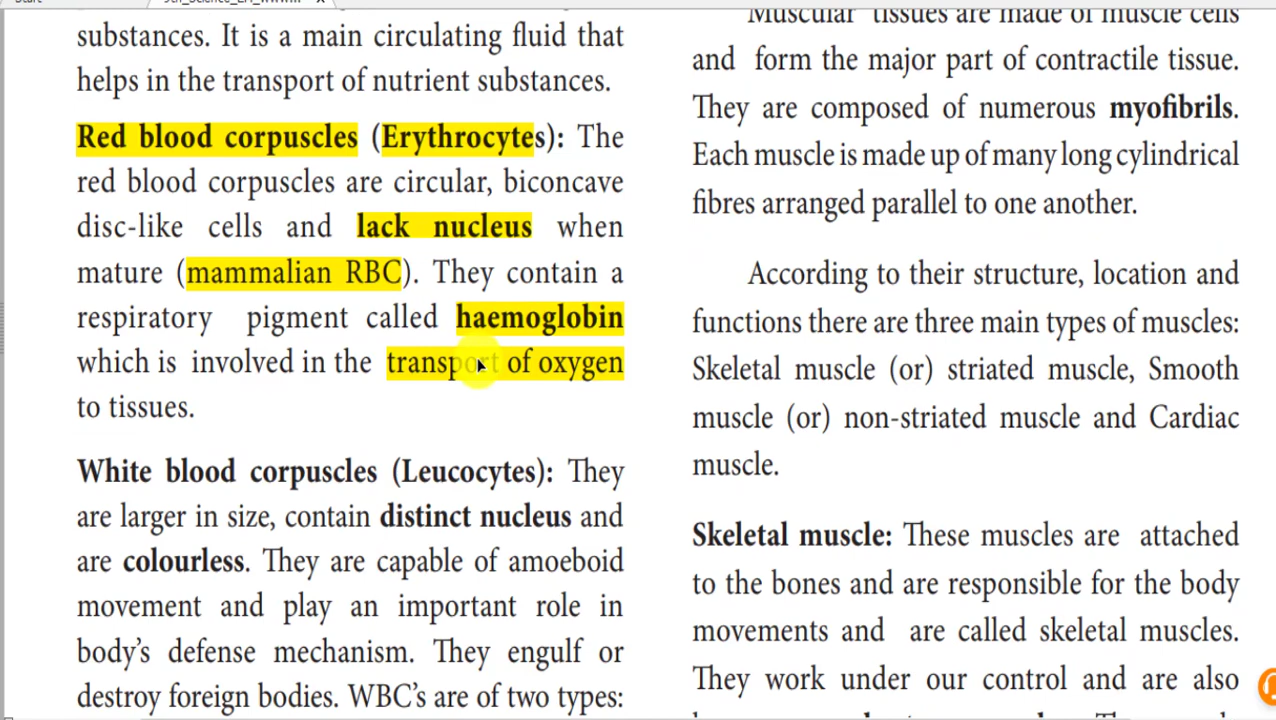 Start
substances. It is a main circulating fluid that
helps in the transport of nutrient substances.
Red blood corpuscles (Erythrocytes): The
red blood corpuscles are circular, biconcave
disc-like cells and lack nucleus when
mature (mammalian RBC). They contain a
respiratory pigment called haemoglobin
which is involved in the transport of oxygen
to tissues.
White blood corpuscles (Leucocytes): They
are larger in size, contain distinct nucleus and
are colourless. They are capable of amoeboid
movement and play an important role in
body's defense mechanism. They engulf or
destroy foreign bodies. WBC's are of two types:
Muscular tissues are made of muscle cells
and form the major part of contractile tissue.
They are composed of numerous myofibrils.
Each muscle is made up of many long cylindrical
fibres arranged parallel to one another.
According to their structure, location and
functions there are three main types of muscles:
Skeletal muscle (or) striated muscle, Smooth
muscle (or) non-striated muscle and Cardiac
muscle.
Skeletal muscle: These muscles are attached
to the bones and are responsible for the body
movements and are called skeletal muscles.
They work under our control and are also